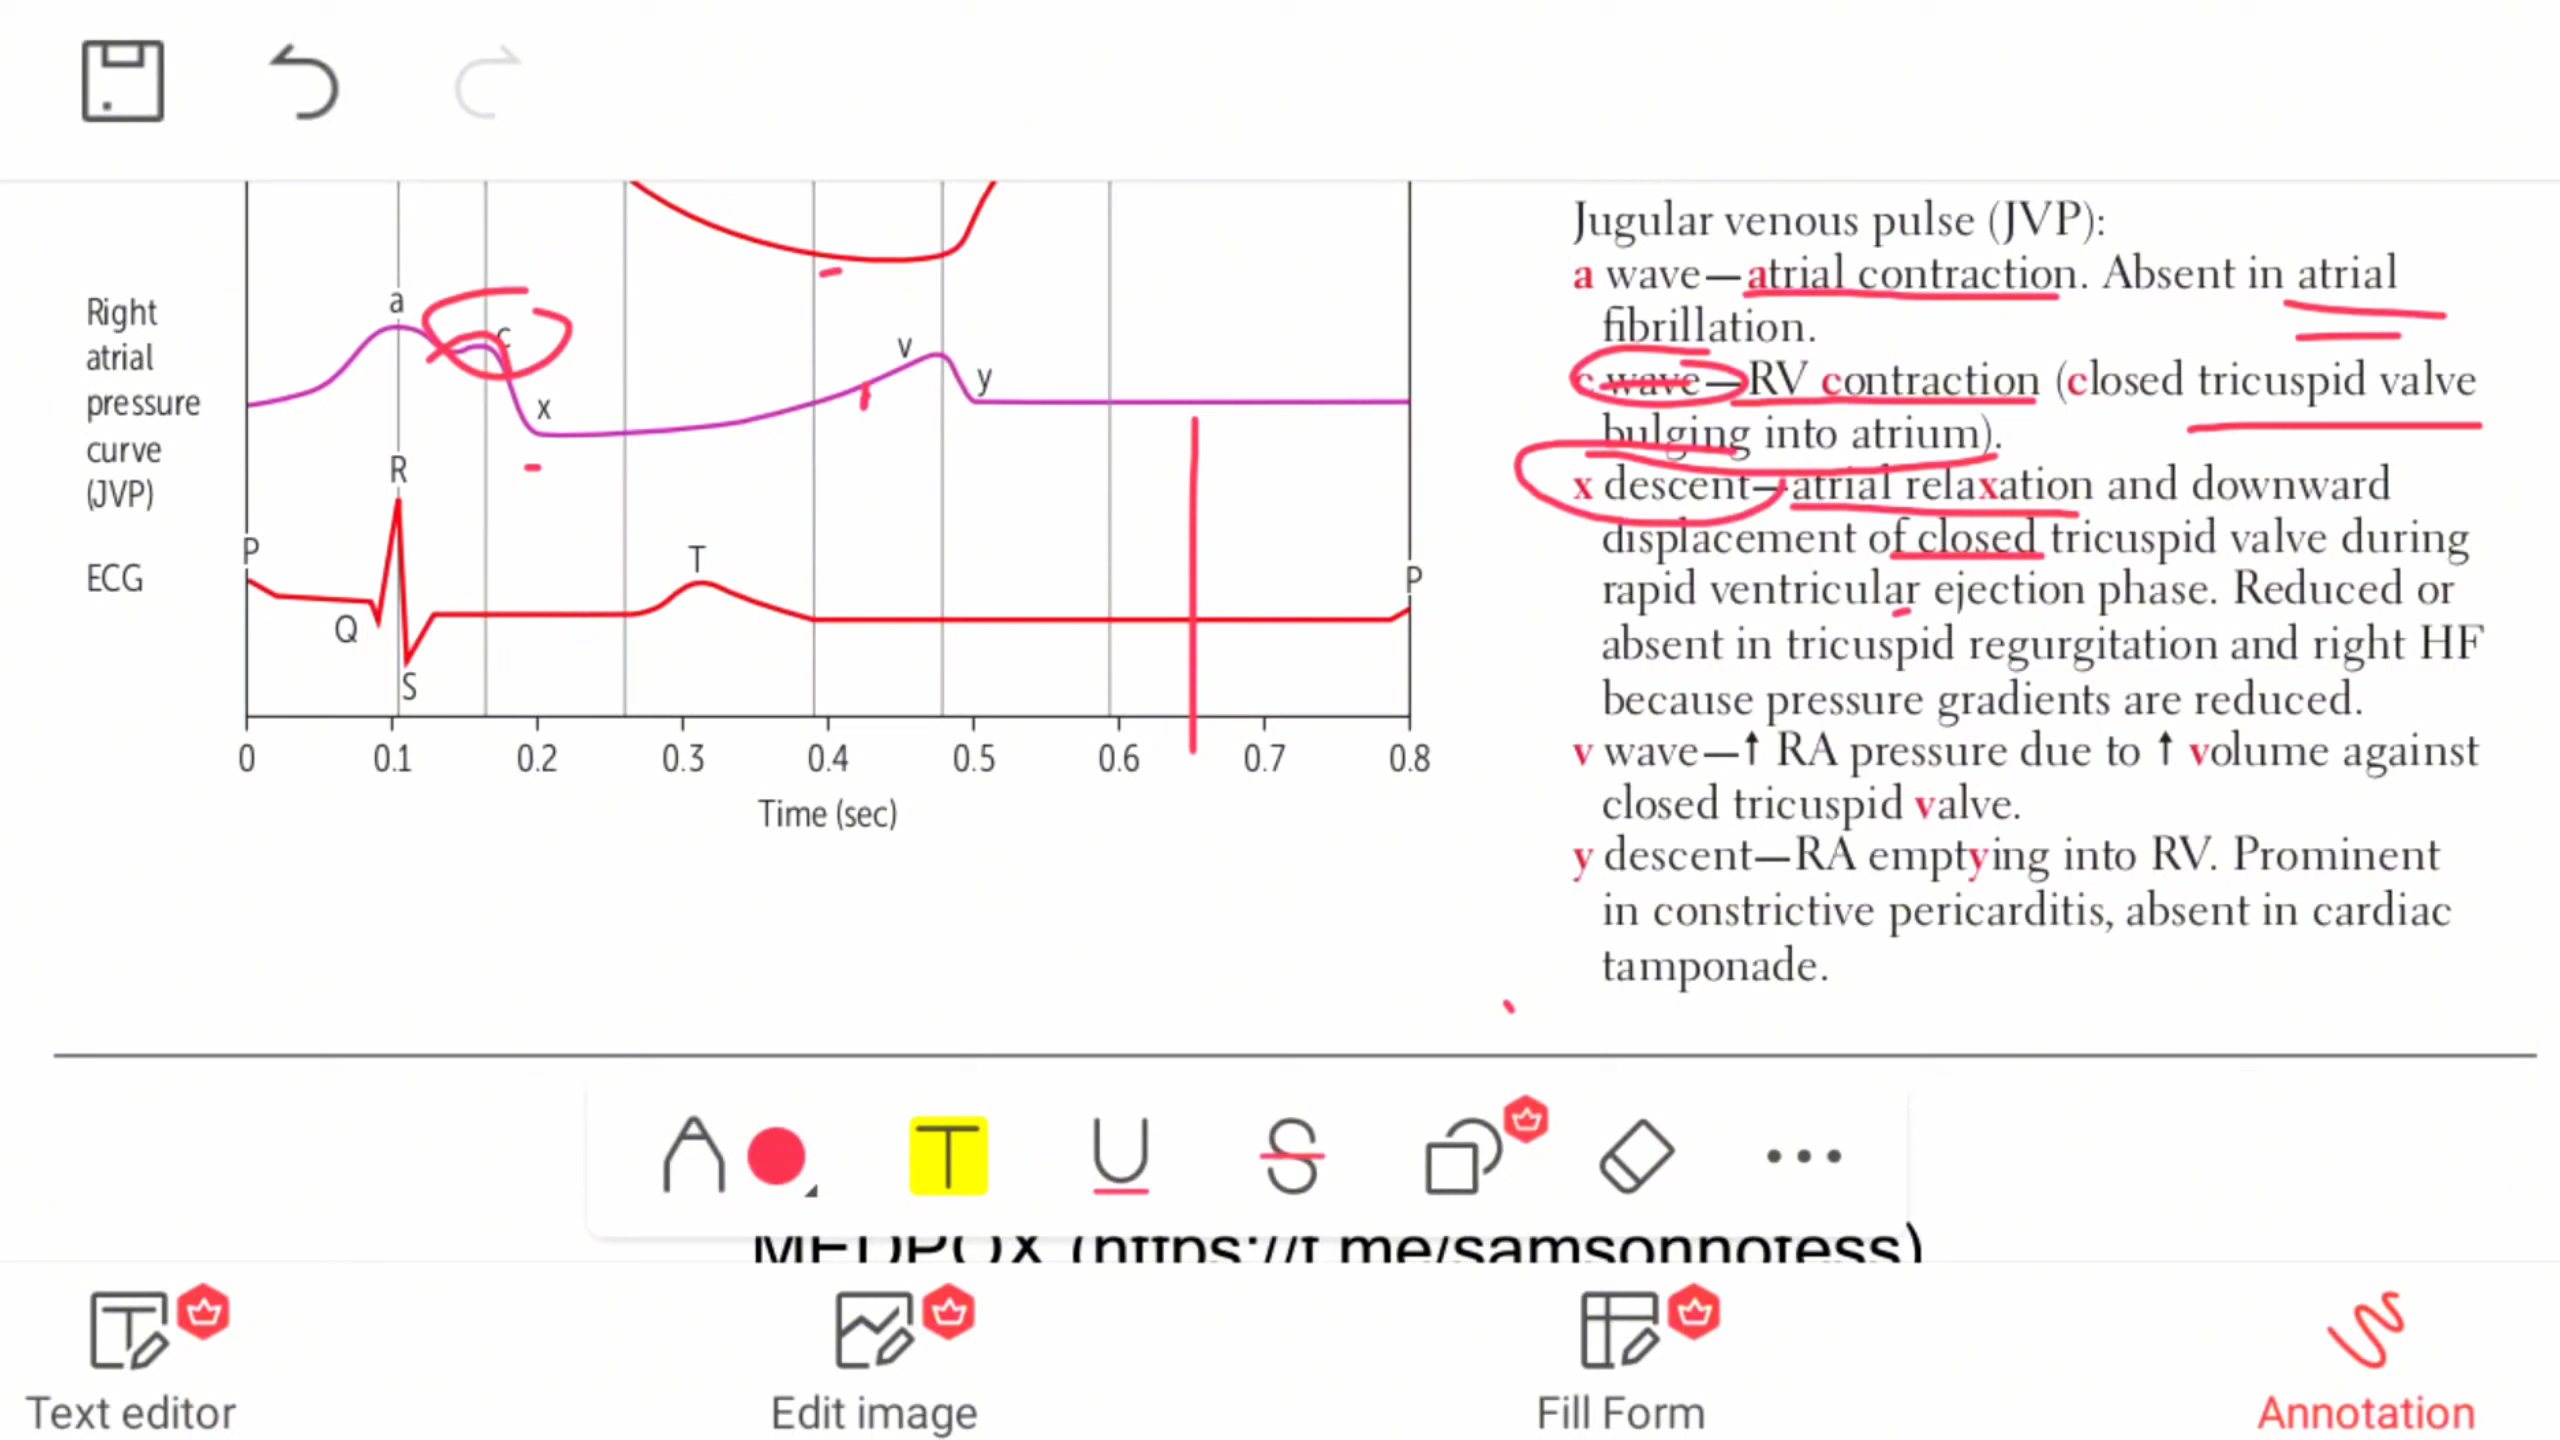 Jugular venous pulse (JVP):
a wave—atrial contraction. Absent in atrial
fibrillation.
c wave—RV contraction (closed tricuspid valve
bulging into atrium).
x descent—atrial relaxation and downward
displacement of closed tricuspid valve during
rapid ventricular ejection phase. Reduced or
absent in tricuspid regurgitation and right HF
because pressure gradients are reduced.
v wave—↑ RA pressure due to ↑ volume against
closed tricuspid valve.
y descent—RA emptying into RV. Prominent
in constrictive pericarditis, absent in cardiac
tamponade.
Right
atrial
pressure
curve
(JVP)
a
c
x
v
y
ECG
P
Q
R
S
T
P
0 0.1 0.2 0.3 0.4 0.5 0.6 0.7 0.8
Time (sec)
T U S
MEDPOX (https://t.me/samsonnotess)
Text editor
Edit image
Fill Form
Annotation